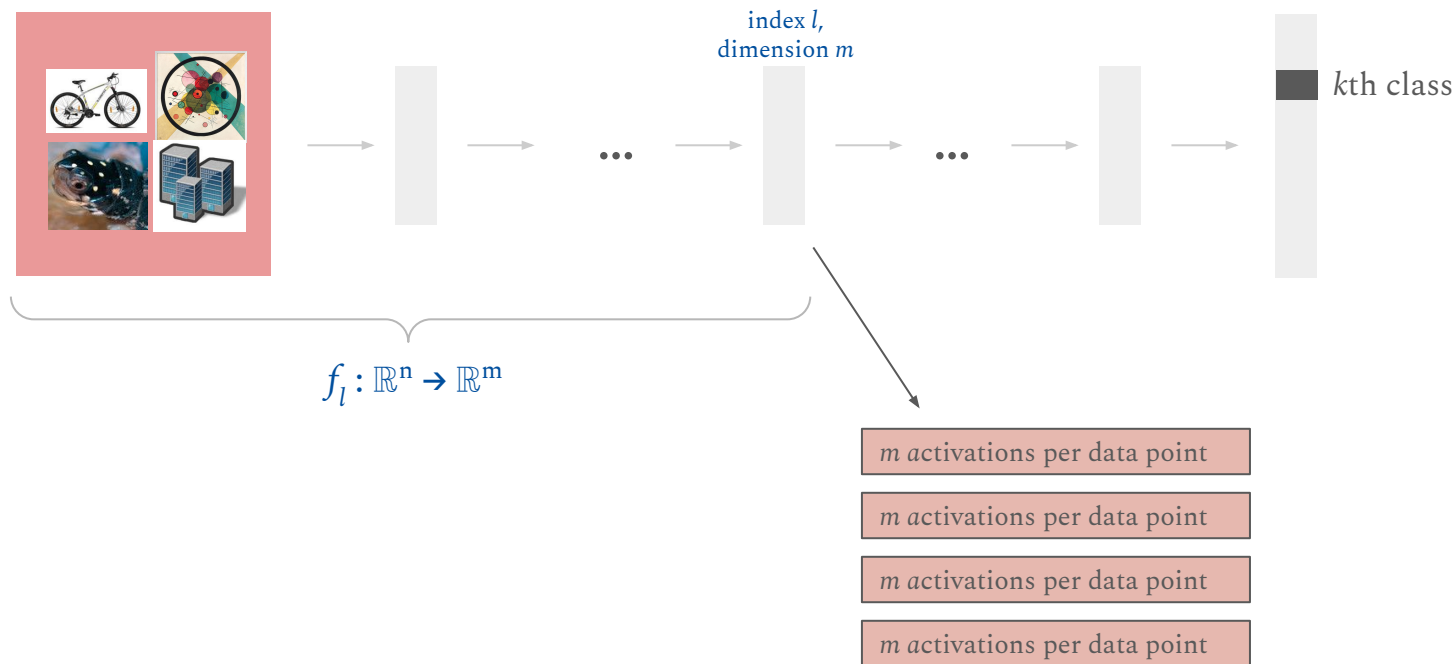 index l,
dimension m
kth class
...
...
f_l : ℝⁿ → ℝᵐ
m activations per data point
m activations per data point
m activations per data point
m activations per data point